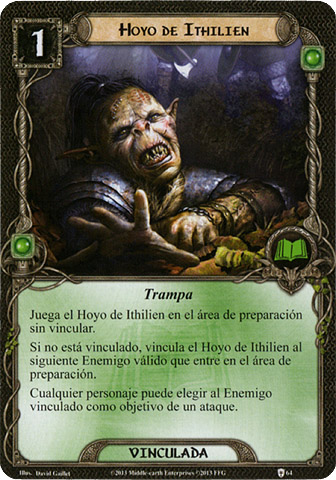 HOYO DE ITHILIEN
1
Trampa
Juega el Hoyo de Ithilien en el área de preparación
sin vincular.
Si no está vinculado, vincula el Hoyo de Ithilien al
siguiente Enemigo válido que entre en el área de
preparación.
Cualquier personaje puede elegir al Enemigo
vinculado como objetivo de un ataque.
VINCULADA
Illus. David Gaillet ©2013 Middle-earth Enterprises ©2013 FFG 64